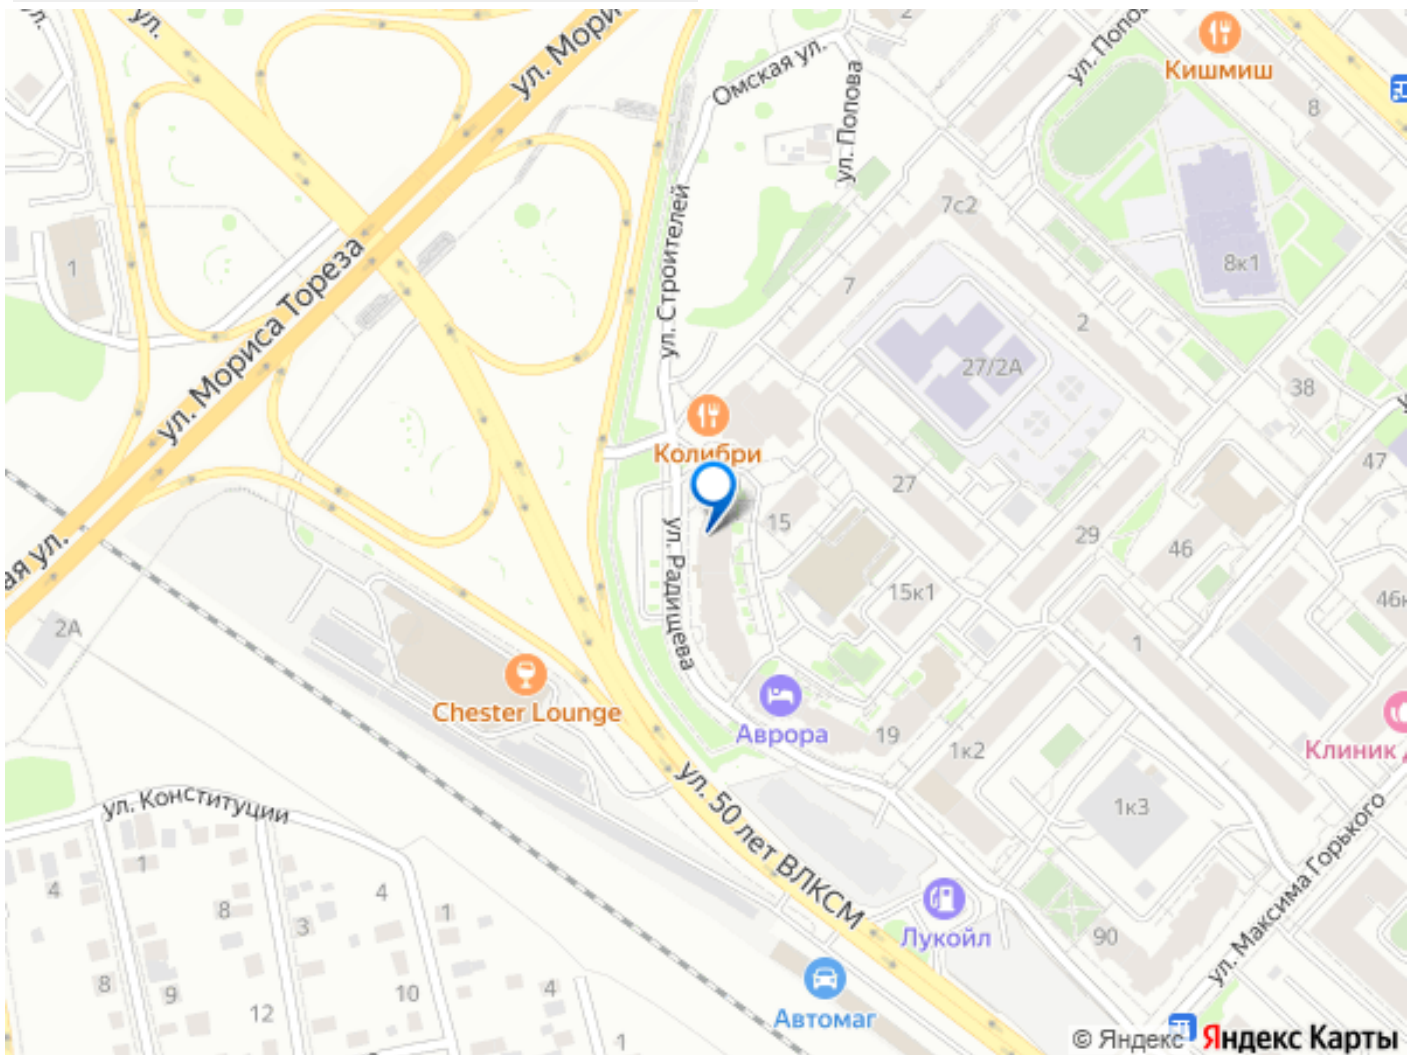 ул.
ул.
ул. Мори
2
Омская ул.
ул. Попова
ул. Попо
Кишмиш
8
7с2
8к1
ул. Строителей
1
ул. Мориса Тореза
7
2
27/2А
38
Колибри
47
27
15
ул. Радищева
29
46
15к1
46к
ая ул.
2А
1
Chester Lounge
Аврора
19
1к2
Клиник
ул. 50 лет ВЛКСМ
1к3
ул. Максима Горького
ул. Конституции
1
4
8
4
1
3
Лукойл
90
8
9
10
4
12
Автомаг
1
© Яндекс
Яндекс Карты